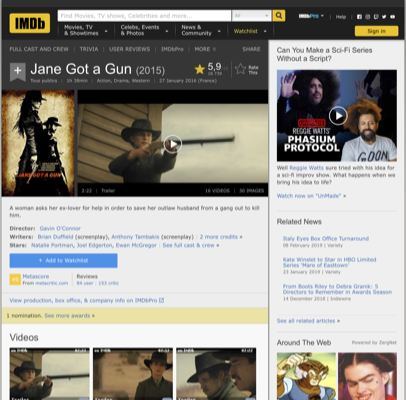 IMDb
Find Movies, TV shows, Celebrities and more...
All
IMDbPro | Help
Movies, TV & Showtimes
Celebs, Events & Photos
News & Community
Watchlist
Sign in
FULL CAST AND CREW | TRIVIA | USER REVIEWS | IMDbPro | MORE
SHARE
Jane Got a Gun (2015)
5,9
Rate This
Tous publics | 1h 38min | Action, Drama, Western | 27 January 2016 (France)
JANE GOT A GUN
2:22 | Trailer
16 VIDEOS | 50 IMAGES
A woman asks her ex-lover for help in order to save her outlaw husband from a gang out to kill
him.
Director: Gavin O'Connor
Writers: Brian Duffield (screenplay), Anthony Tambakis (screenplay) | 2 more credits »
Stars: Natalie Portman, Joel Edgerton, Ewan McGregor | See full cast & crew »
+ Add to Watchlist
Metascore
From metacritic.com
Reviews
84 user | 153 critic
View production, box office, & company info on IMDbPro
1 nomination. See more awards »
Videos
Can You Make a Sci-Fi Series
Without a Script?
REGGIE WATTS'
PHASIUM
PROTOCOL
Well Reggie Watts sure tried with his idea for
a sci-fi improv show. What happens when we
bring his idea to life?
Watch now on "UnMade" »
Related News
Italy Eyes Box Office Turnaround
08 February 2019 | Variety
Kate Winslet to Star in HBO Limited
Series 'Mare of Easttown'
23 January 2019 | Variety
From Boots Riley to Debra Granik: 5
Directors to Remember in Awards Season
14 December 2018 | Indiewire
See all related articles »
Around The Web
Powered by ZergNet